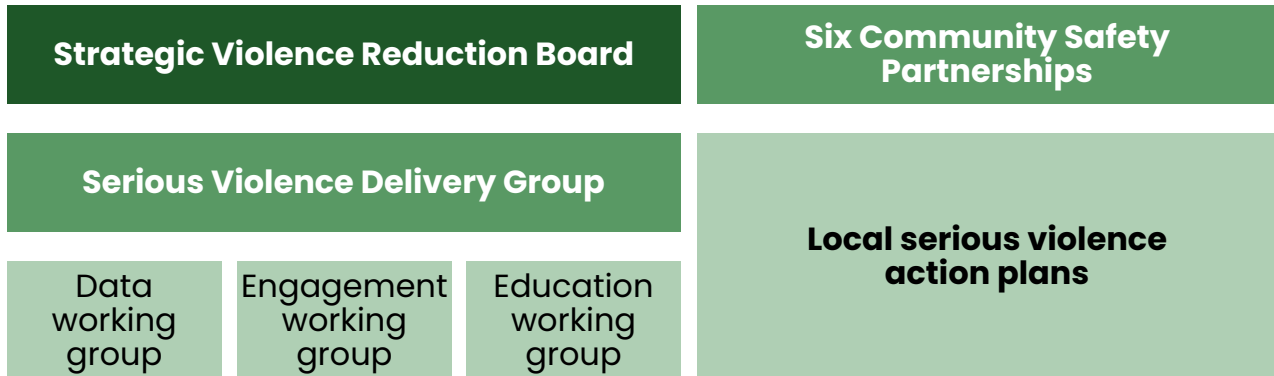 Strategic Violence Reduction Board
Six Community Safety
Partnerships
Serious Violence Delivery Group
Local serious violence
action plans
Data
working
group
Engagement
working
group
Education
working
group